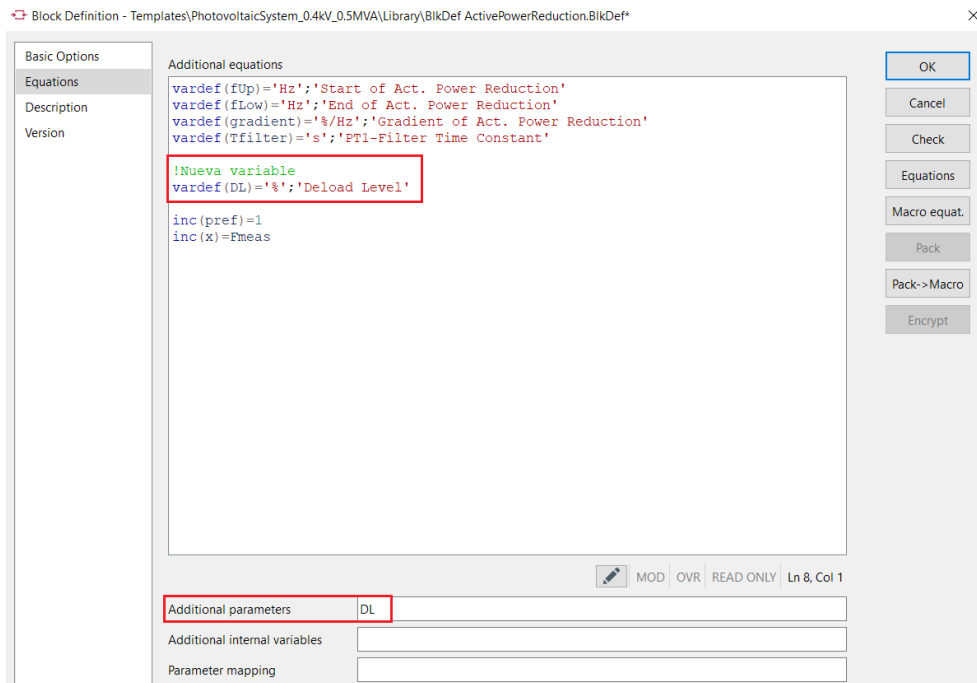 Block Definition - Templates\PhotovoltaicSystem_0.4kV_0.5MVA\Library\BlkDef ActivePowerReduction.BlkDef*
Basic Options
Equations
Description
Version
Additional equations
vardef(fUp)='Hz';'Start of Act. Power Reduction'
vardef(fLow)='Hz';'End of Act. Power Reduction'
vardef(gradient)='%/Hz';'Gradient of Act. Power Reduction'
vardef(Tfilter)='s';'PT1-Filter Time Constant'
!Nueva variable
vardef(DL)='%';'Deload Level'
inc(pref)=1
inc(x)=Fmeas
MOD OVR READ ONLY Ln 8, Col 1
Additional parameters DL
Additional internal variables
Parameter mapping
OK
Cancel
Check
Equations
Macro equat.
Pack
Pack->Macro
Encrypt